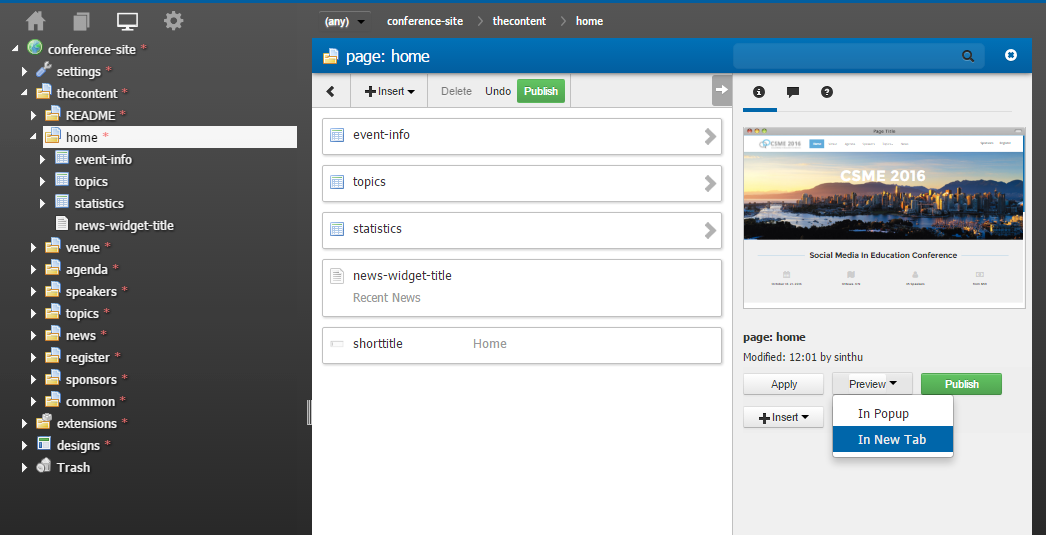 (any) conference-site thecontent home
conference-site *
settings *
thecontent *
README *
home *
event-info
topics
statistics
news-widget-title
venue *
agenda *
speakers *
topics *
news *
register *
sponsors *
common *
extensions *
designs *
Trash
page: home
Insert Delete Undo Publish
event-info
topics
statistics
news-widget-title
Recent News
shorttitle Home
Page Title
CSME 2016
CSME 2016
Social Media In Education Conference
page: home
Modified: 12:01 by sinthu
Apply Preview Publish
Insert
In Popup
In New Tab